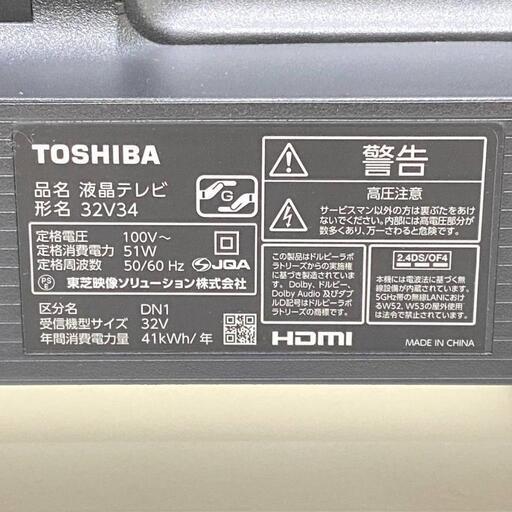 TOSHIBA
品名 液晶テレビ
形名 32V34
G
定格電圧 100V～
定格消費電力 51W
定格周波数 50/60 Hz
JQA
PS
E
東芝映像ソリューション株式会社
区分名 DN1
受信機型サイズ 32V
年間消費電力量 41kWh/年
警告
高圧注意
サービスマン以外の方は裏ぶたをあけ
ないでください。内部には高電圧部分が
数多くあり、万一さわると危険です。
この製品はドルビーラボ
ラトリーズからの実施権
に基づき製造されていま
す。Dolby、ドルビー、
Dolby Audio 及びダブ
ルD記号はドルビーラボ
ラトリーズの商標です。
2.4DS/OF4
本機には電波法に基づく無
線設備が内蔵されています。
5GHz帯の無線LANにおけ
るW52、W53の屋外使用
は法令で禁止されています。
HDMI
MADE IN CHINA